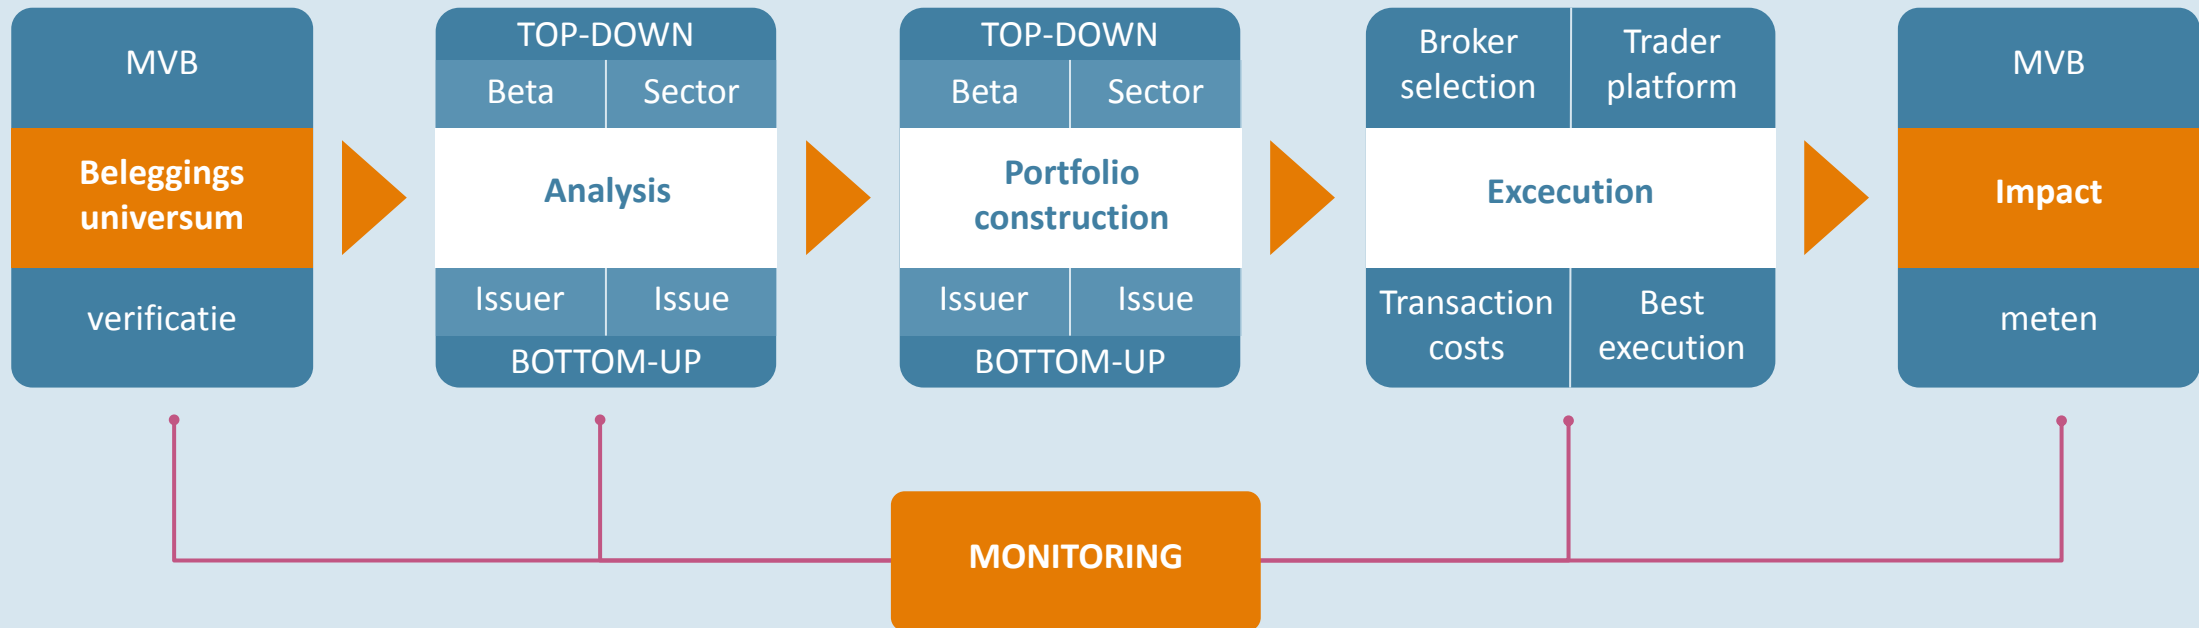 MVB
Beleggings
universum
verificatie
TOP-DOWN
Beta Sector
Analysis
Issuer Issue
BOTTOM-UP
TOP-DOWN
Beta Sector
Portfolio
construction
Issuer Issue
BOTTOM-UP
Broker
selection
Trader
platform
Excecution
Transaction
costs
Best
execution
MVB
Impact
meten
MONITORING